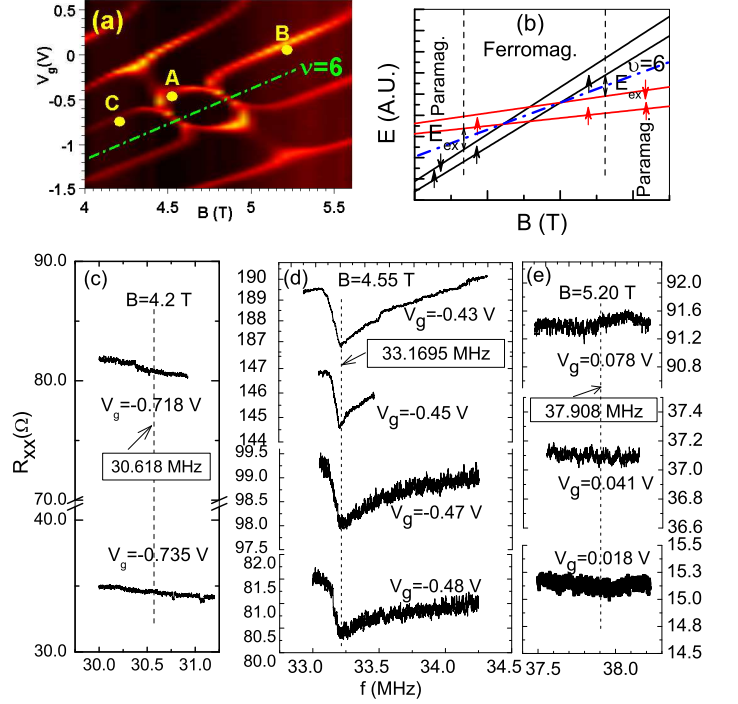 (a)
B
A
C
ν=6
V_g(V)
0.5
0
-0.5
-1
-1.5
4 4.5 5 5.5
B (T)
(b)
Ferromag.
Paramag.
υ=6
E_ex
E_ex
Paramag.
E (A.U.)
B (T)
R_XX(Ω)
(c)
B=4.2 T
V_g=-0.718 V
30.618 MHz
V_g=-0.735 V
90.0
80.0
70.0
40.0
30.0
30.0 30.5 31.0
(d)
B=4.55 T
V_g=-0.43 V
33.1695 MHz
V_g=-0.45 V
V_g=-0.47 V
V_g=-0.48 V
190
189
188
187
147
146
145
144
99.5
99.0
98.5
98.0
97.5
82.0
81.5
81.0
80.5
80.0
33.0 33.5 34.0 34.5
f (MHz)
(e)
B=5.20 T
V_g=0.078 V
37.908 MHz
V_g=0.041 V
V_g=0.018 V
92.0
91.6
91.2
90.8
37.4
37.2
37.0
36.8
36.6
15.5
15.3
15.0
14.8
14.5
37.5 38.0